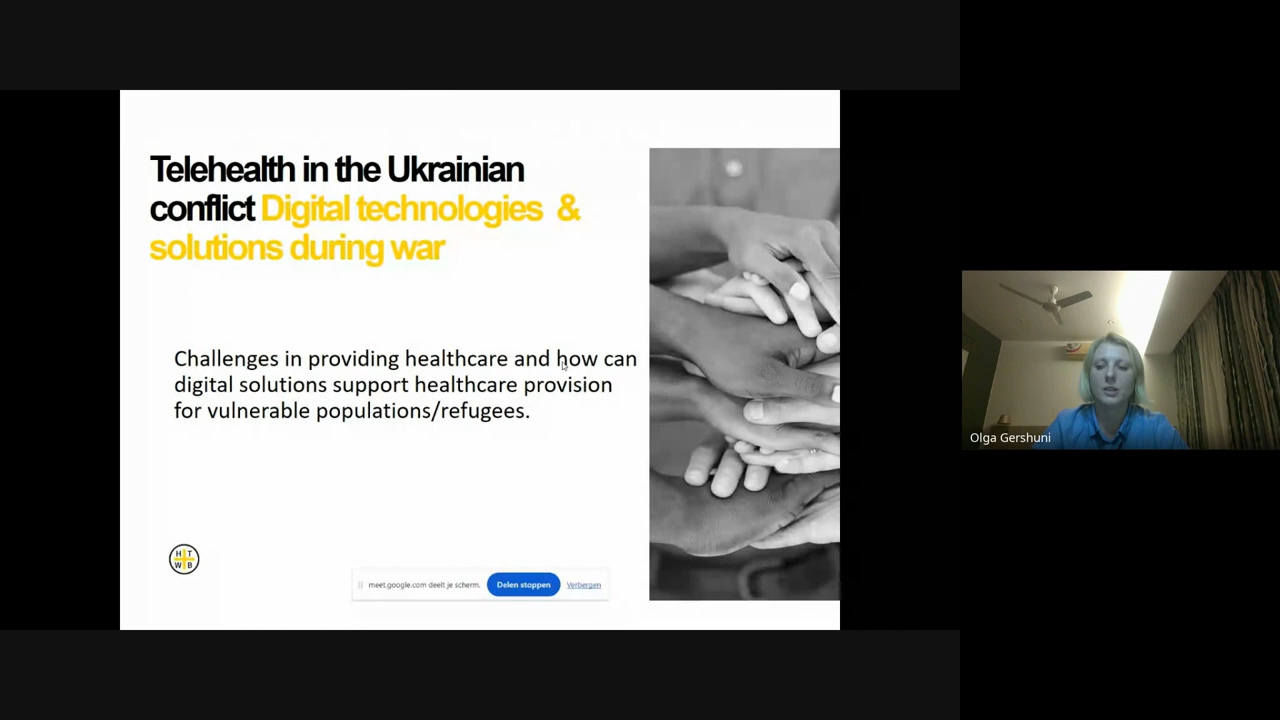 Telehealth in the Ukrainian
conflict Digital technologies & 
solutions during war
Challenges in providing healthcare and how can
digital solutions support healthcare provision
for vulnerable populations/refugees.
Olga Gershuni
H T
W B
meet.google.com deelt je scherm. Delen stoppen Verbergen